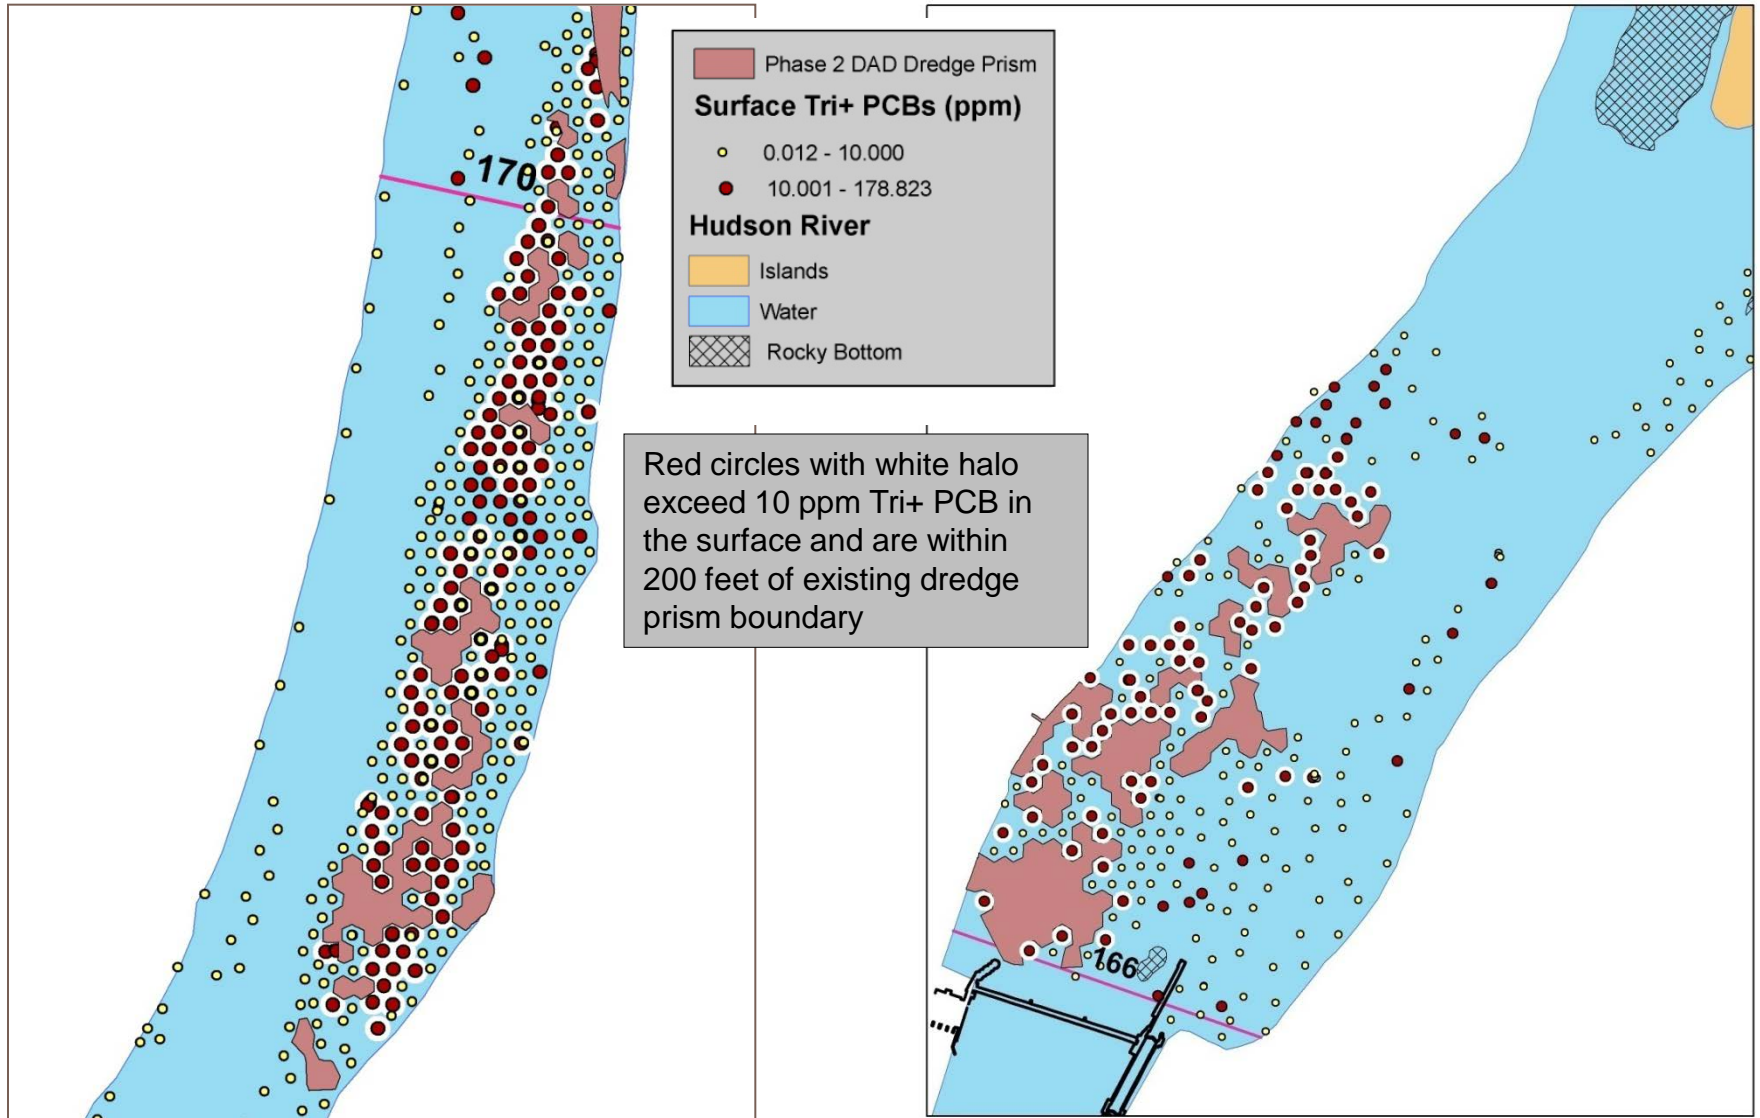 170
Phase 2 DAD Dredge Prism
Surface Tri+ PCBs (ppm)
0.012 - 10.000
10.001 - 178.823
Hudson River
Islands
Water
Rocky Bottom
Red circles with white halo
exceed 10 ppm Tri+ PCB in
the surface and are within
200 feet of existing dredge
prism boundary
166